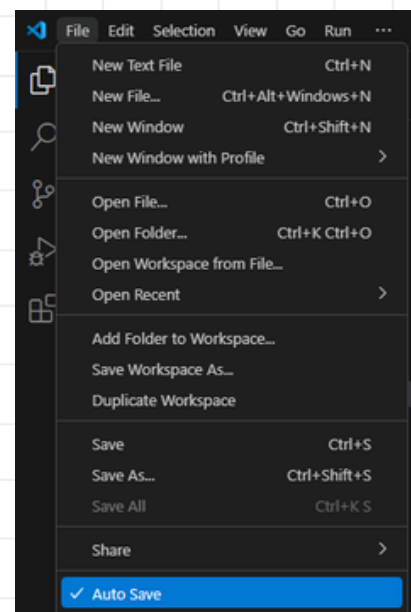 File Edit Selection View Go Run ...
New Text File Ctrl+N
New File... Ctrl+Alt+Windows+N
New Window Ctrl+Shift+N
New Window with Profile >
Open File... Ctrl+O
Open Folder... Ctrl+K Ctrl+O
Open Workspace from File...
Open Recent >
Add Folder to Workspace...
Save Workspace As...
Duplicate Workspace
Save Ctrl+S
Save As... Ctrl+Shift+S
Save All Ctrl+K S
Share >
✓ Auto Save